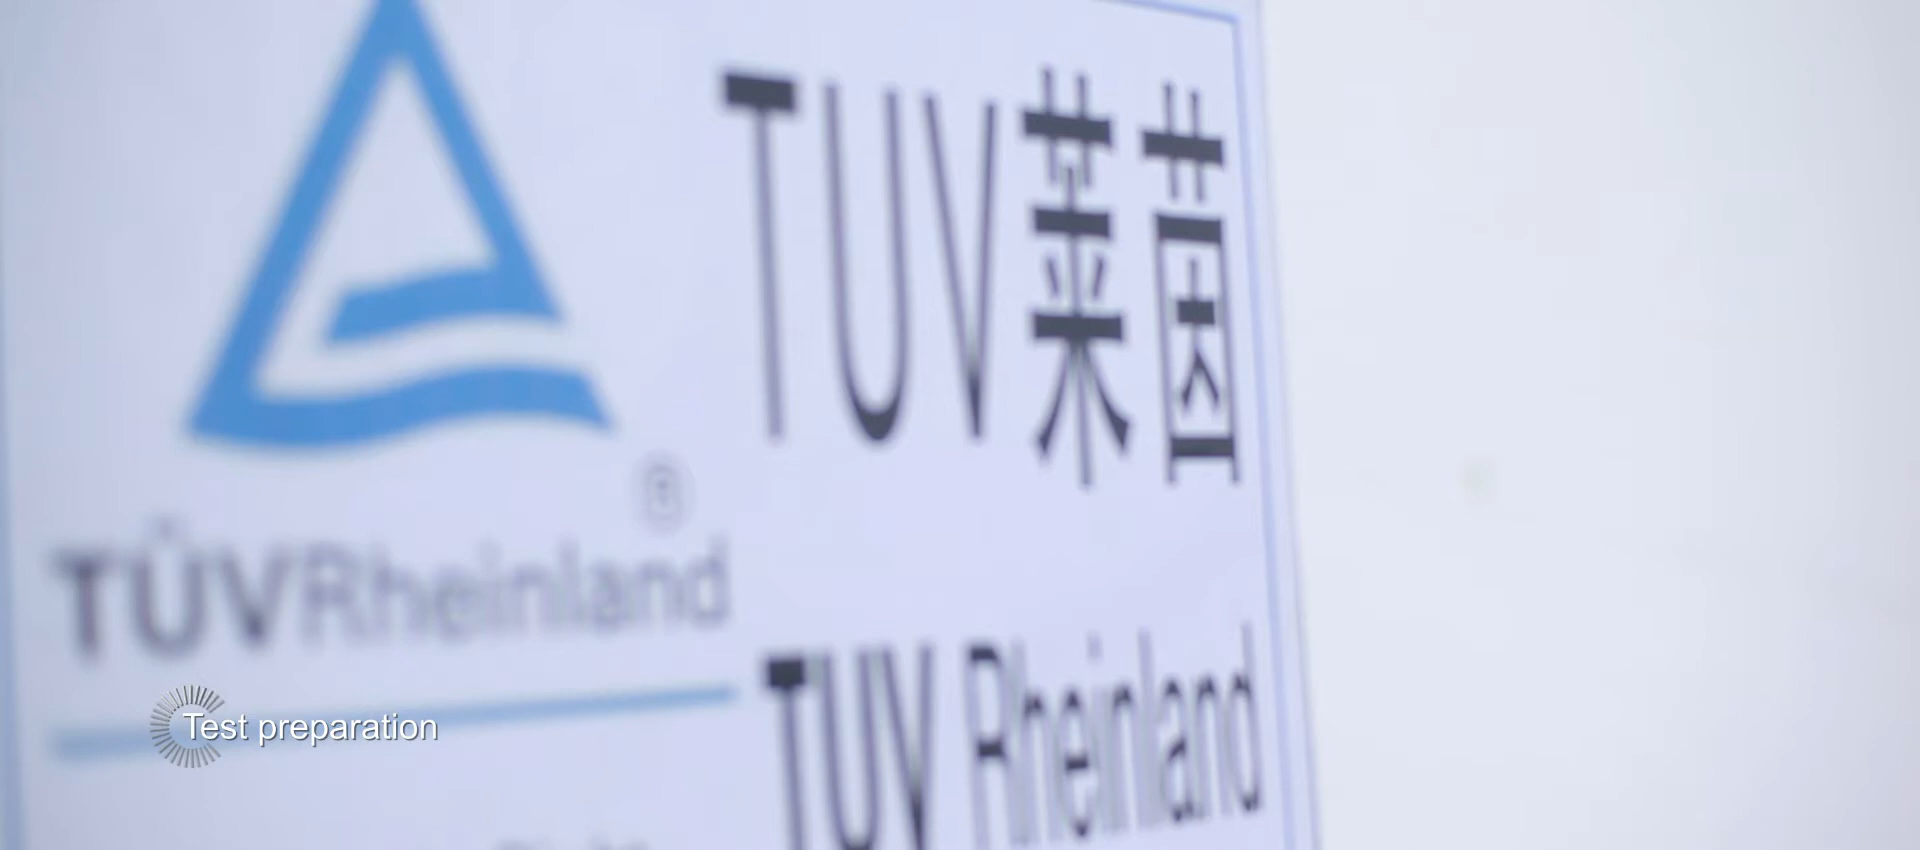 TUV莱茵
®
TÜVRheinland
TUV Rheinland
Test preparation